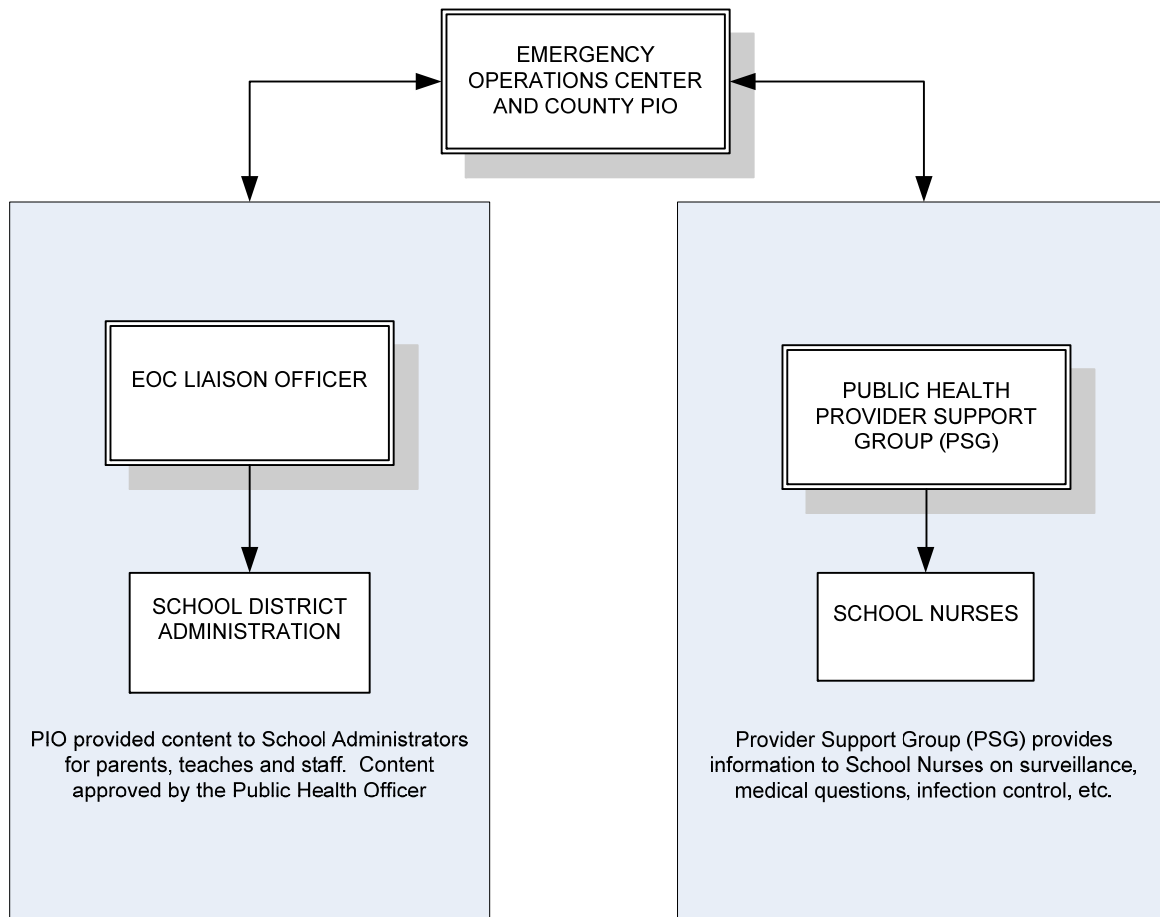 EMERGENCY
OPERATIONS CENTER
AND COUNTY PIO
EOC LIAISON OFFICER
SCHOOL DISTRICT
ADMINISTRATION
PIO provided content to School Administrators
for parents, teaches and staff.  Content
approved by the Public Health Officer
PUBLIC HEALTH
PROVIDER SUPPORT
GROUP (PSG)
SCHOOL NURSES
Provider Support Group (PSG) provides
information to School Nurses on surveillance,
medical questions, infection control, etc.